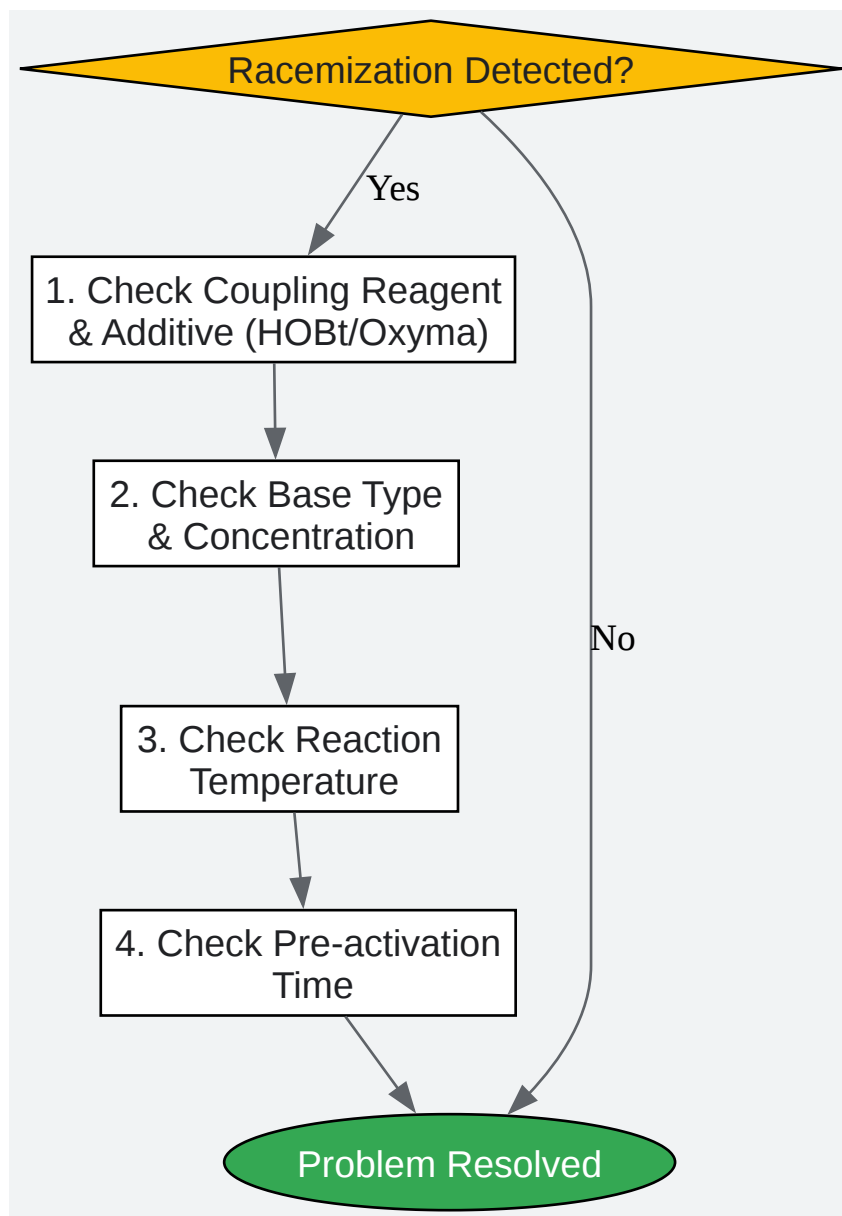 Racemization Detected?
Yes
1. Check Coupling Reagent
& Additive (HOBt/Oxyma)
2. Check Base Type
& Concentration
No
3. Check Reaction
Temperature
4. Check Pre-activation
Time
Problem Resolved